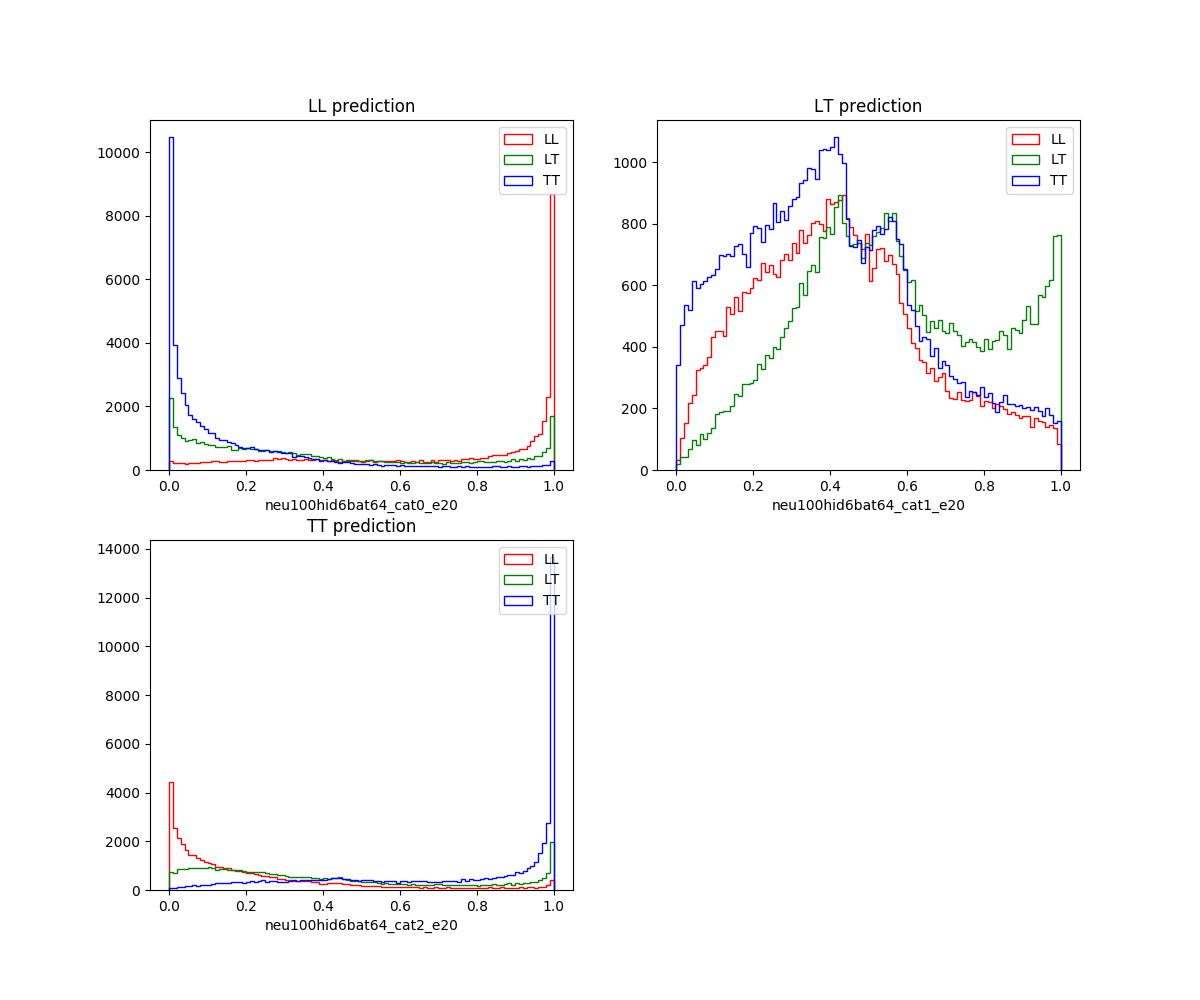 LL prediction
10000
8000
6000
4000
2000
0
LL
LT
TT
0.0 0.2 0.4 0.6 0.8 1.0
neu100hid6bat64_cat0_e20
LT prediction
1000
800
600
400
200
0
LL
LT
TT
0.0 0.2 0.4 0.6 0.8 1.0
neu100hid6bat64_cat1_e20
TT prediction
14000
12000
10000
8000
6000
4000
2000
0
LL
LT
TT
0.0 0.2 0.4 0.6 0.8 1.0
neu100hid6bat64_cat2_e20